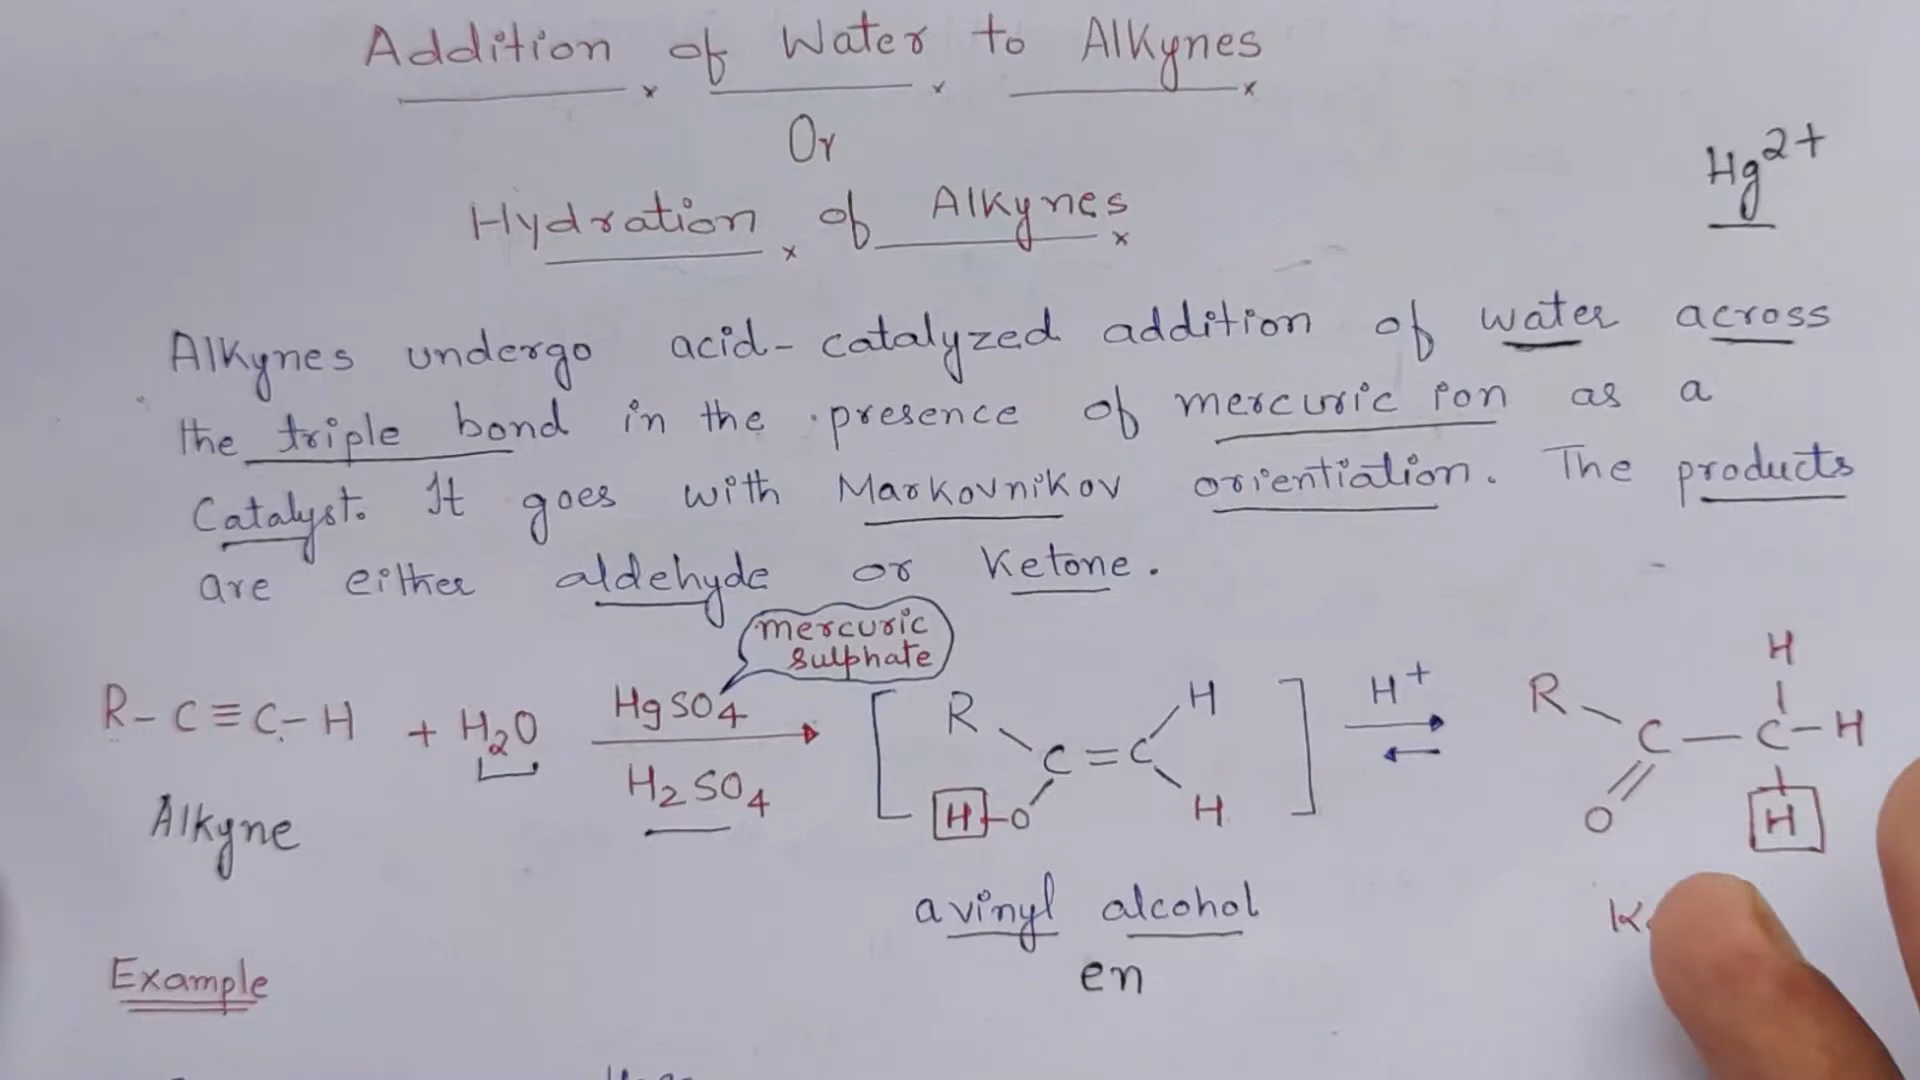 Addition of Water to Alkynes
Or
Hydration of Alkynes
Hg2+
Alkynes undergo acid-catalyzed addition of water across
the triple bond in the presence of mercuric ion as a
Catalyst. It goes with Markovnikov orientiation. The products
are either aldehyde or Ketone.
mercuric
sulphate
R-C≡C-H + H2O
HgSO4
H2SO4
R
C=C
H
H-O
H
H+
R
C-C-H
H
O
H
Alkyne
a vinyl alcohol
en
Example